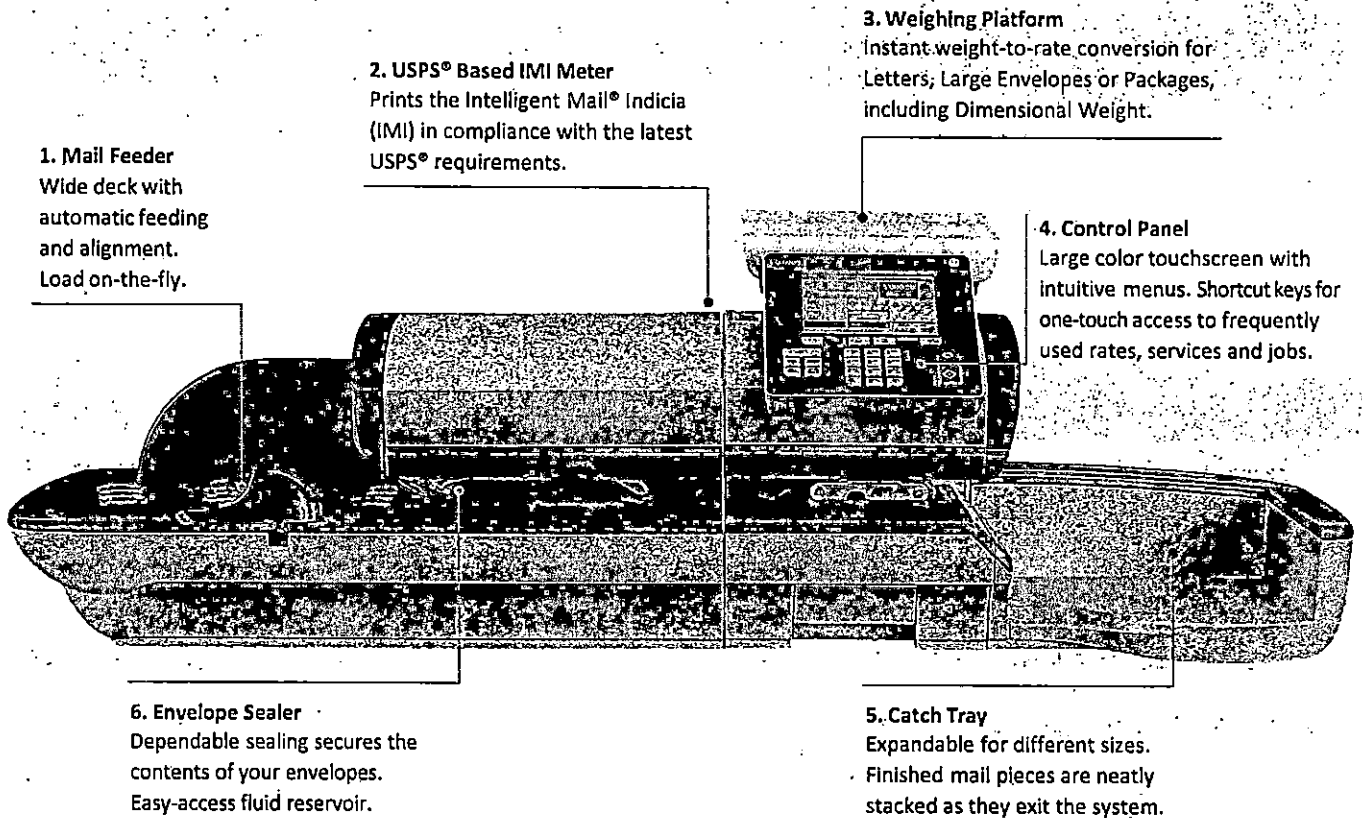 1. Mail Feeder
Wide deck with
automatic feeding
and alignment.
Load on-the-fly.
2. USPS® Based IMI Meter
Prints the Intelligent Mail® Indicia
(IMI) in compliance with the latest
USPS® requirements.
3. Weighing Platform
Instant weight-to-rate conversion for
Letters, Large Envelopes or Packages,
including Dimensional Weight.
4. Control Panel
Large color touchscreen with
intuitive menus. Shortcut keys for
one-touch access to frequently
used rates, services and jobs.
6. Envelope Sealer
Dependable sealing secures the
contents of your envelopes.
Easy-access fluid reservoir.
5. Catch Tray
Expandable for different sizes.
Finished mail pieces are neatly
stacked as they exit the system.